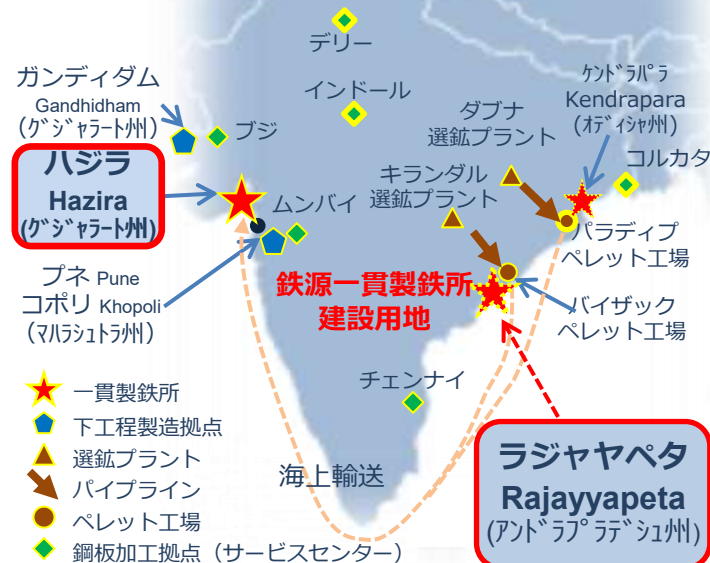 デリー
インドール
ガンディダム
Gandhidham
(ｸﾞｼﾞｬﾗｰﾄ州)
ブジ
ダブナ
選鉱プラント
ｹﾝﾄﾞﾗﾊﾟﾗ
Kendrapara
(ｵﾃﾞｨｼｬ州)
コルカタ
キランダル
選鉱プラント
ハジラ
Hazira
(ｸﾞｼﾞｬﾗｰﾄ州)
ムンバイ
パラディプ
ペレット工場
プネ Pune
コポリ Khopoli
(ﾏﾊﾗｼｭﾄﾗ州)
鉄源一貫製鉄所
建設用地
バイザック
ペレット工場
チェンナイ
一貫製鉄所
下工程製造拠点
選鉱プラント
パイプライン
ペレット工場
鋼板加工拠点（サービスセンター）
海上輸送
ラジャヤペタ
Rajayyapeta
(ｱﾝﾄﾞﾗﾌﾟﾗﾃﾞｼｭ州)